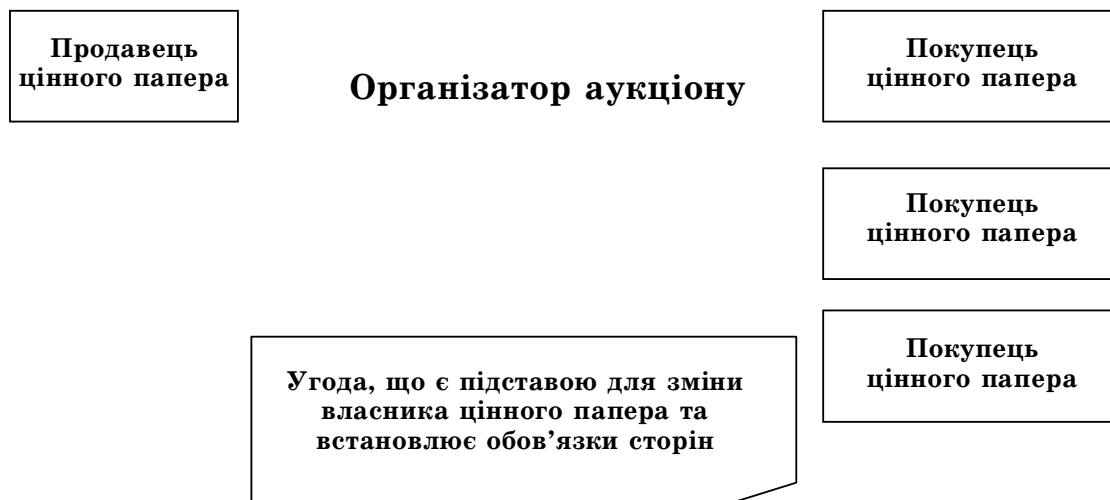 Продавець
цінного папера
Організатор аукціону
Покупець
цінного папера
Покупець
цінного папера
Покупець
цінного папера
Угода, що є підставою для зміни
власника цінного папера та
встановлює обов’язки сторін